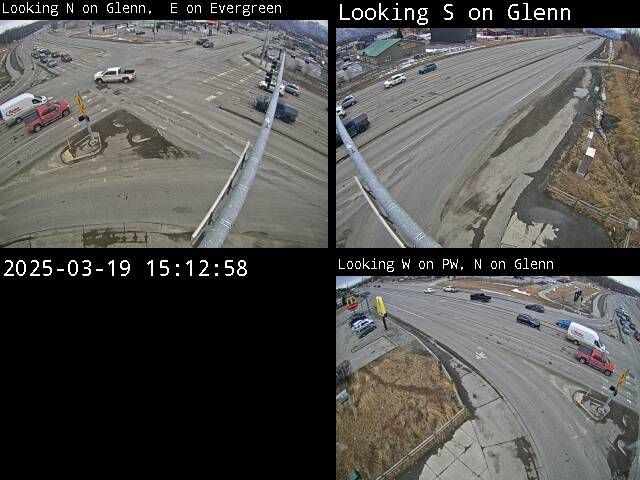 Looking N on Glenn,  E on Evergreen
Looking S on Glenn
2025-03-19 15:12:58
Looking W on PW, N on Glenn